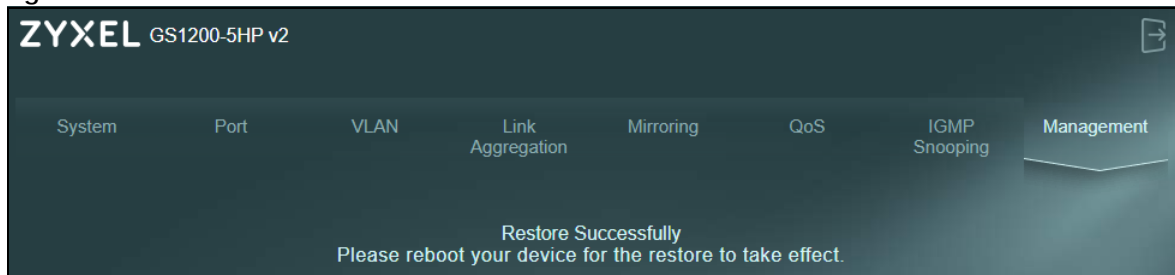 ZYXEL GS1200-5HP v2
System Port VLAN Link Aggregation Mirroring QoS IGMP Snooping Management
Restore Successfully
Please reboot your device for the restore to take effect.